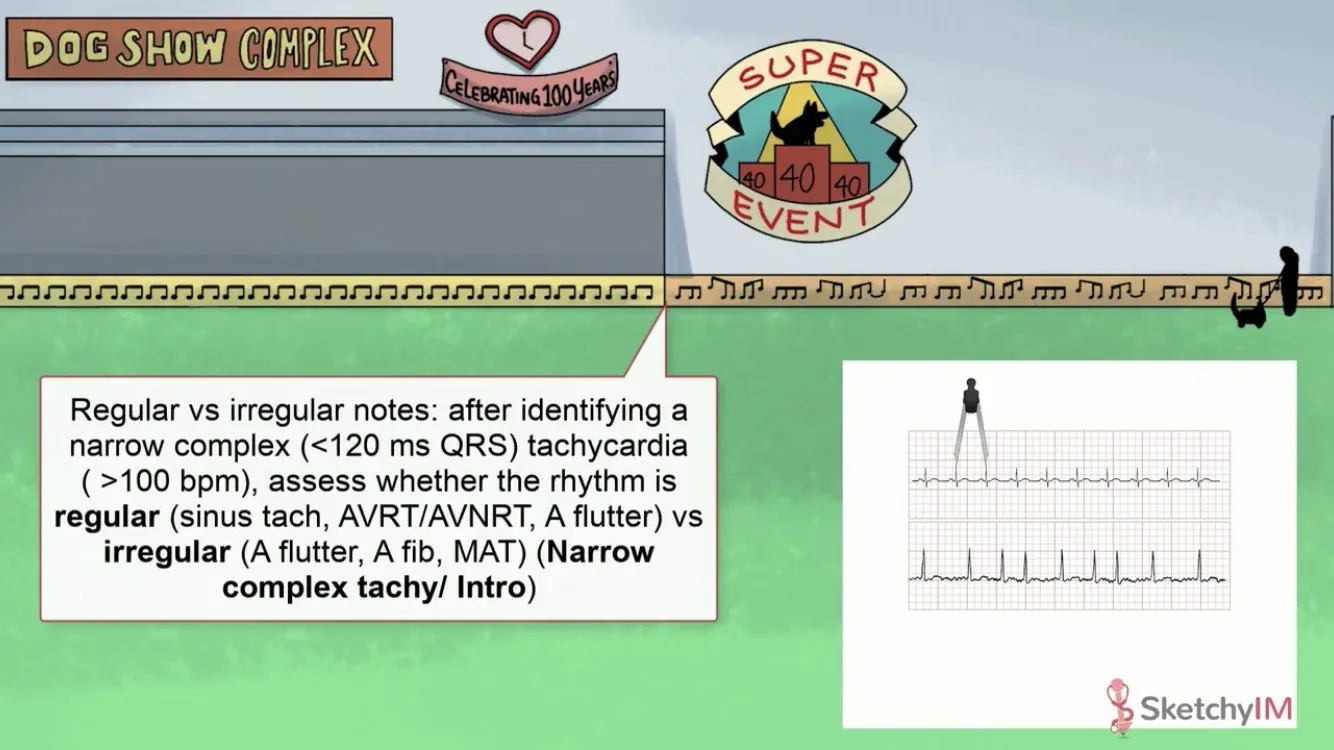 DOG SHOW COMPLEX
CELEBRATING 100 YEARS
SUPER
40 40 40
EVENT
Regular vs irregular notes: after identifying a
narrow complex (<120 ms QRS) tachycardia
( >100 bpm), assess whether the rhythm is
regular (sinus tach, AVRT/AVNRT, A flutter) vs
irregular (A flutter, A fib, MAT) (Narrow
complex tachy/ Intro)
SketchyIM